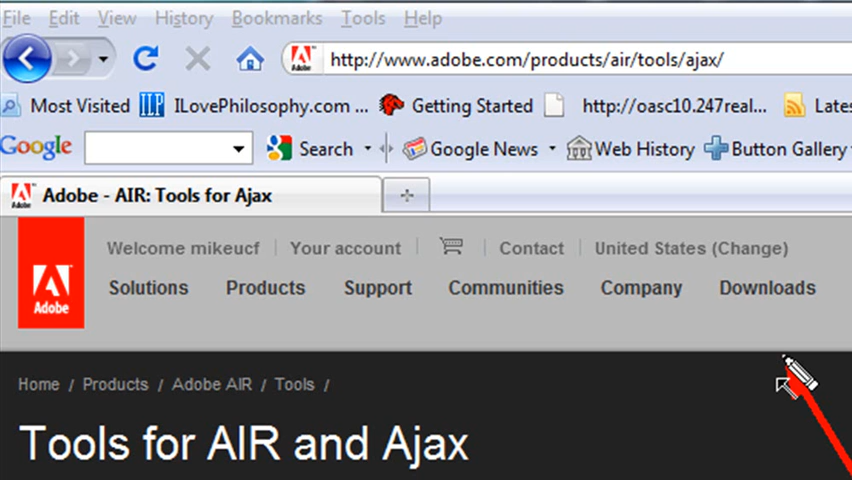 File Edit View History Bookmarks Tools Help
http://www.adobe.com/products/air/tools/ajax/
Most Visited ILP ILovePhilosophy.com ... Getting Started http://oasc10.247real... Lates
Google Search Google News Web History Button Gallery
Adobe - AIR: Tools for Ajax
Welcome mikeucf Your account Contact United States (Change)
Adobe Solutions Products Support Communities Company Downloads
Home / Products / Adobe AIR / Tools /
Tools for AIR and Ajax